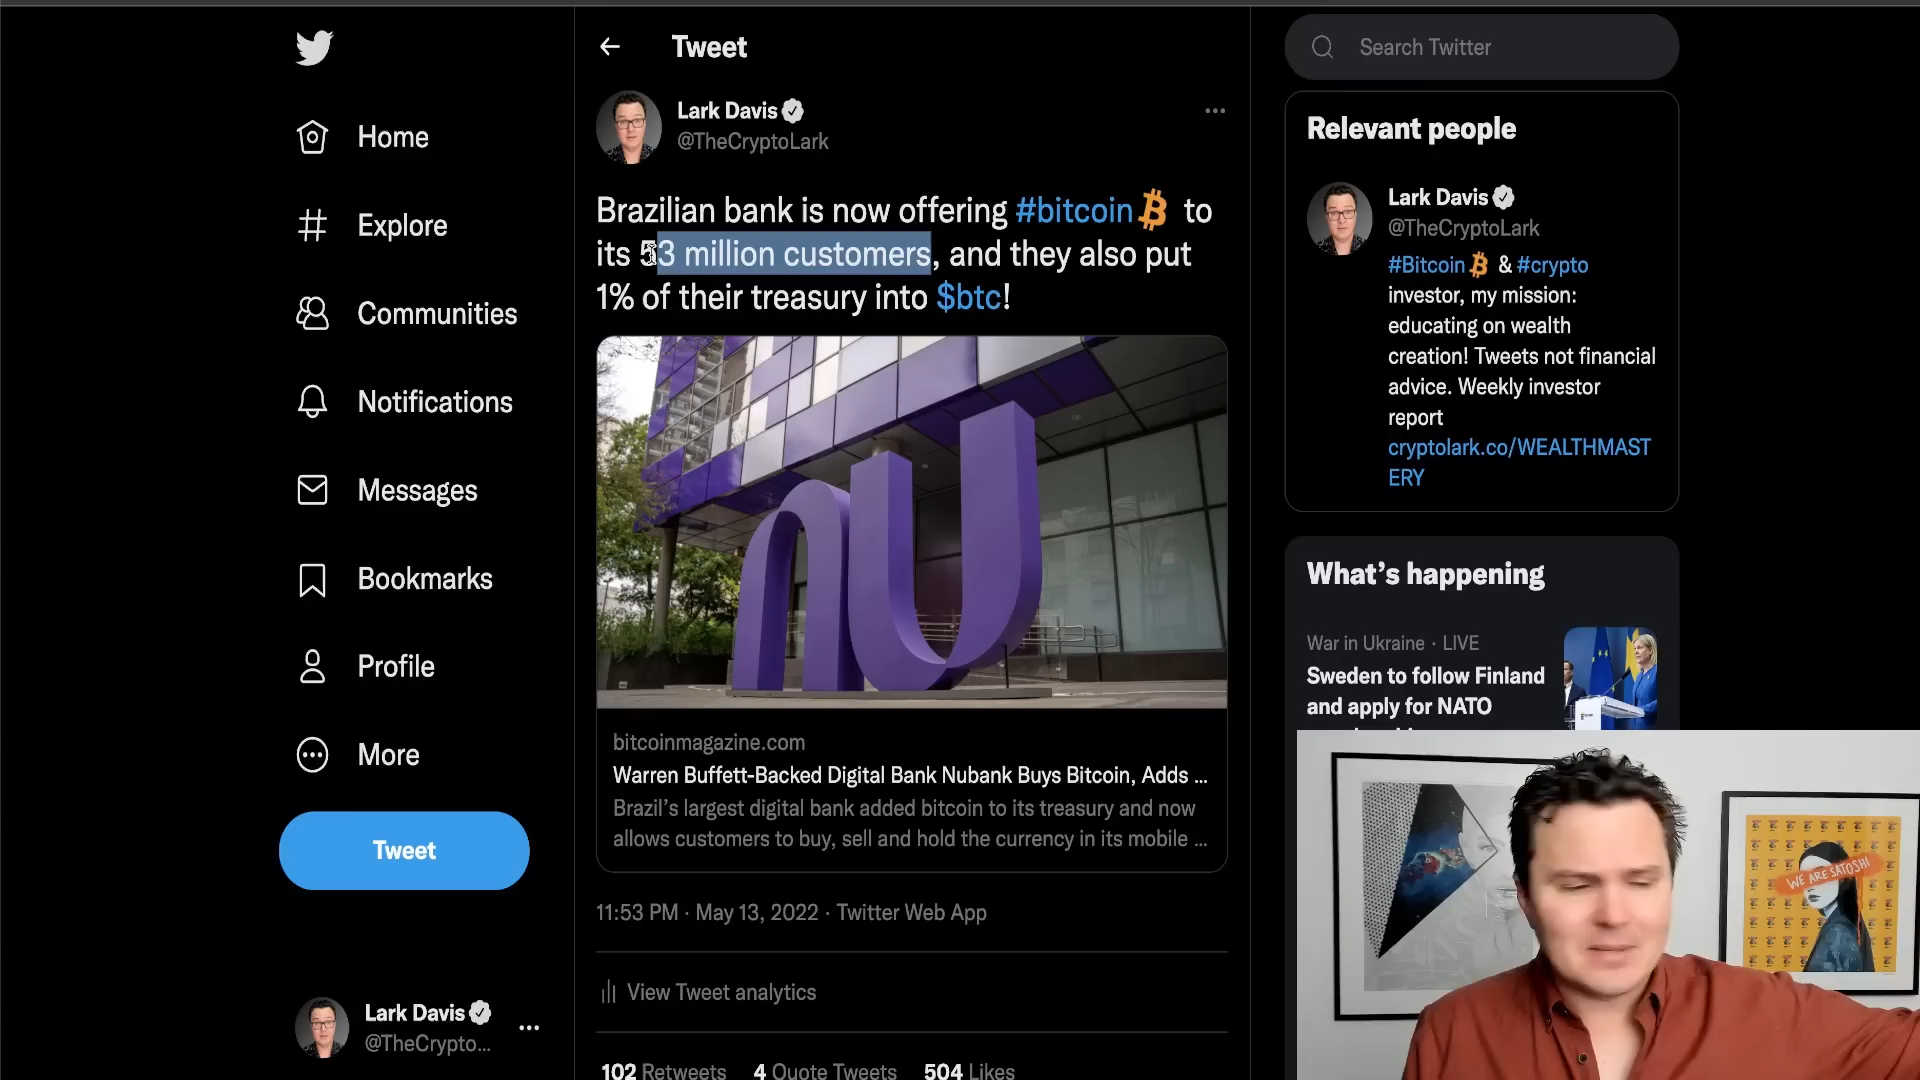 Home
Explore
Communities
Notifications
Messages
Bookmarks
Profile
More
Tweet
Lark Davis
@TheCrypto...
Tweet
Lark Davis
@TheCryptoLark
Brazilian bank is now offering #bitcoin to
its 53 million customers, and they also put
1% of their treasury into $btc!
nu
bitcoinmagazine.com
Warren Buffett-Backed Digital Bank Nubank Buys Bitcoin, Adds ...
Brazil's largest digital bank added bitcoin to its treasury and now
allows customers to buy, sell and hold the currency in its mobile ...
11:53 PM · May 13, 2022 · Twitter Web App
View Tweet analytics
102 Retweets 4 Quote Tweets 504 Likes
Search Twitter
Relevant people
Lark Davis
@TheCryptoLark
#Bitcoin & #crypto
investor, my mission:
educating on wealth
creation! Tweets not financial
advice. Weekly investor
report
cryptolark.co/WEALTHMAST
ERY
What's happening
War in Ukraine · LIVE
Sweden to follow Finland
and apply for NATO
WE ARE SATOSHI